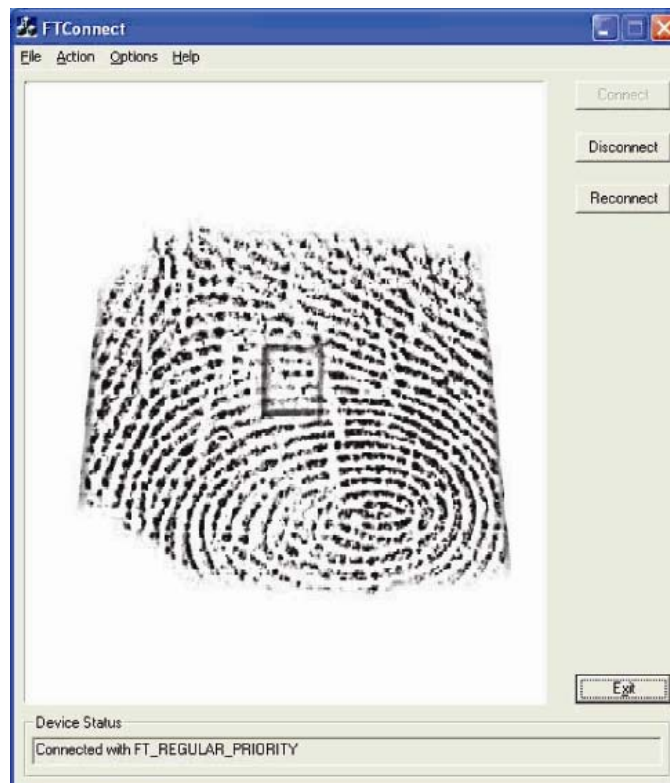 FTConnect
File Action Options Help
Connect
Disconnect
Reconnect
Exit
Device Status
Connected with FT_REGULAR_PRIORITY